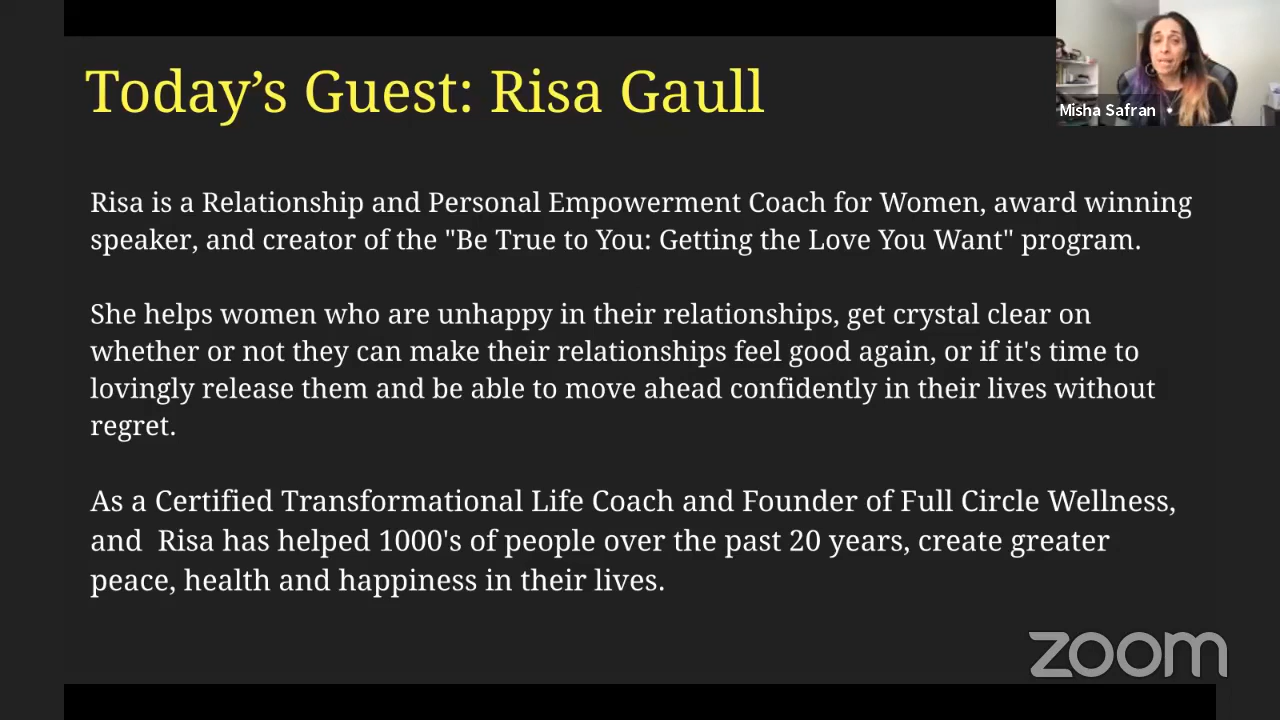 Today’s Guest: Risa Gaull
Misha Safran
Risa is a Relationship and Personal Empowerment Coach for Women, award winning
speaker, and creator of the "Be True to You: Getting the Love You Want" program.
She helps women who are unhappy in their relationships, get crystal clear on
whether or not they can make their relationships feel good again, or if it's time to
lovingly release them and be able to move ahead confidently in their lives without
regret.
As a Certified Transformational Life Coach and Founder of Full Circle Wellness,
and  Risa has helped 1000's of people over the past 20 years, create greater
peace, health and happiness in their lives.
zoom